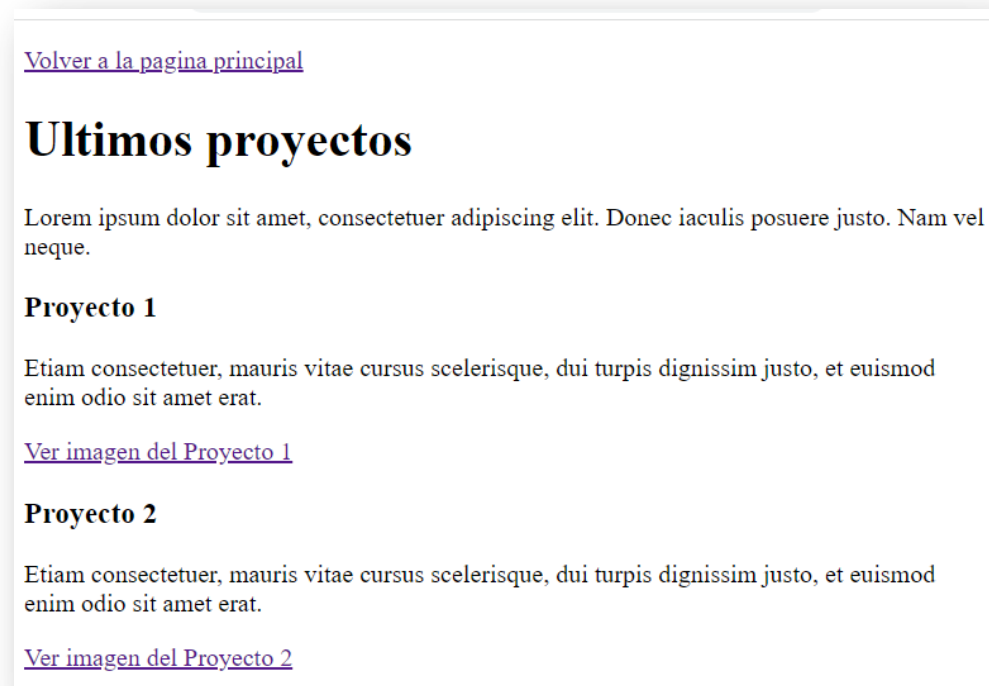 Volver a la pagina principal
Ultimos proyectos
Lorem ipsum dolor sit amet, consectetuer adipiscing elit. Donec iaculis posuere justo. Nam vel
neque.
Proyecto 1
Etiam consectetuer, mauris vitae cursus scelerisque, dui turpis dignissim justo, et euismod
enim odio sit amet erat.
Ver imagen del Proyecto 1
Proyecto 2
Etiam consectetuer, mauris vitae cursus scelerisque, dui turpis dignissim justo, et euismod
enim odio sit amet erat.
Ver imagen del Proyecto 2